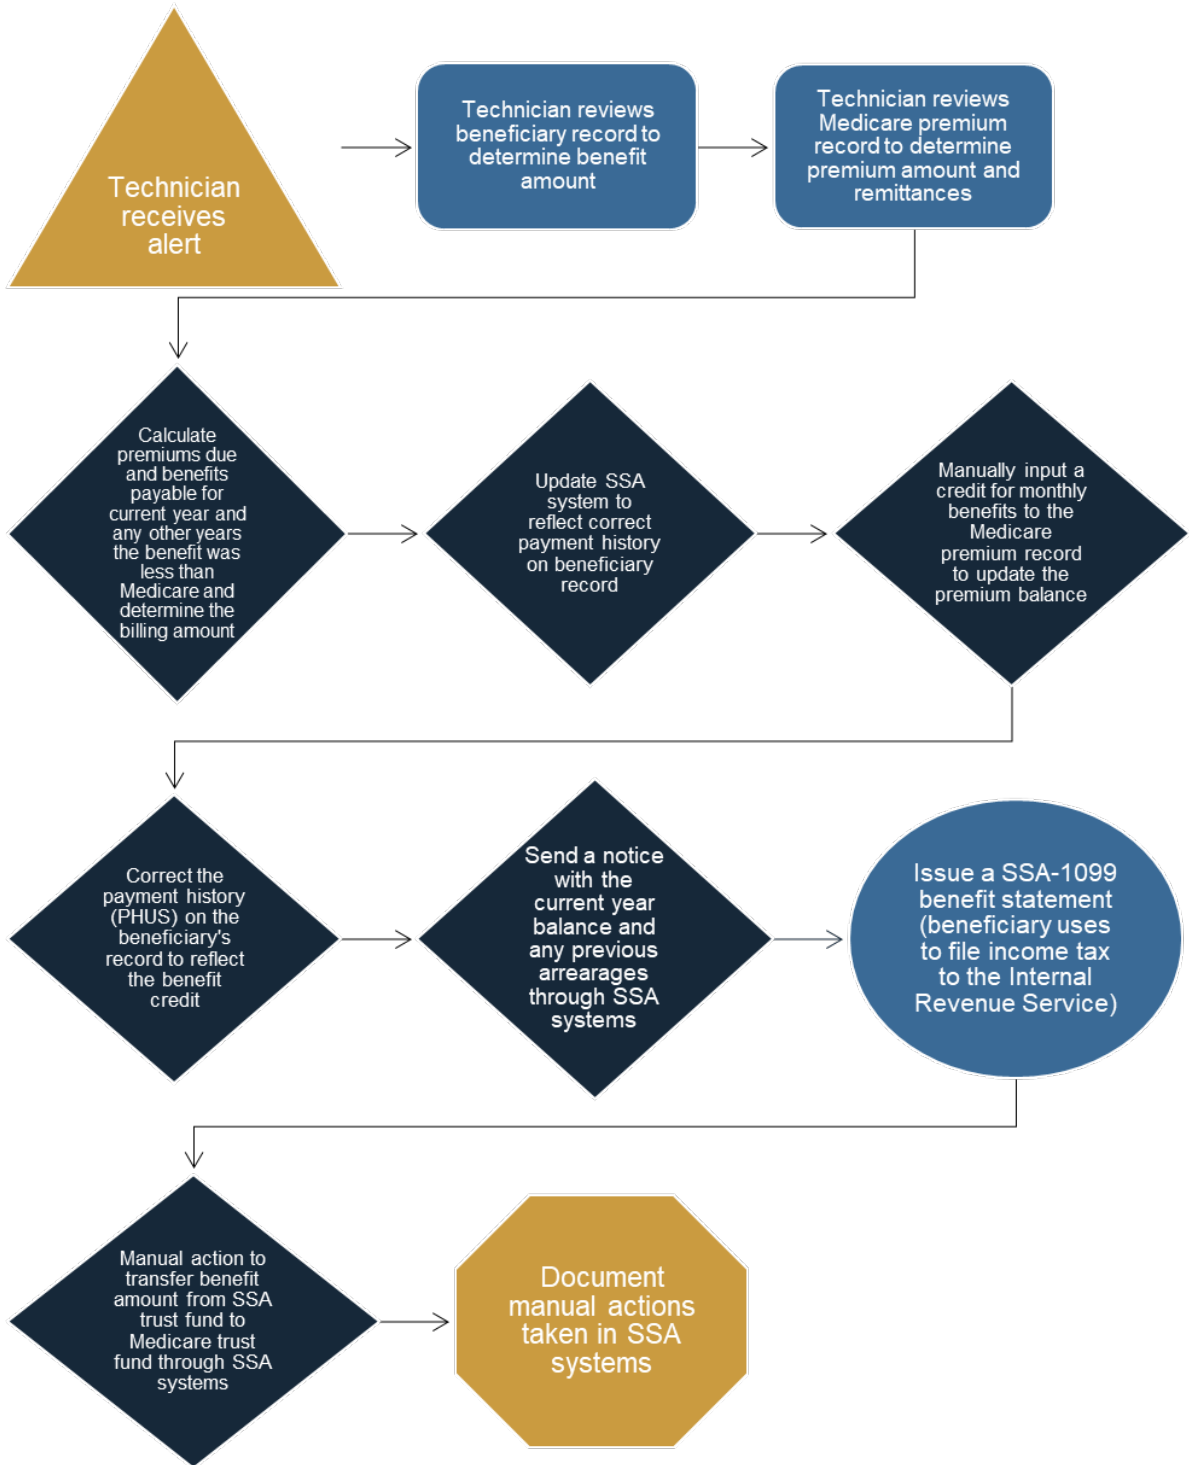 Technician
receives
alert
Technician reviews
beneficiary record to
determine benefit
amount
Technician reviews
Medicare premium
record to determine
premium amount and
remittances
Calculate
premiums due
and benefits
payable for
current year and
any other years
the benefit was
less than
Medicare and
determine the
billing amount
Update SSA
system to
reflect correct
payment history
on beneficiary
record
Manually input a
credit for monthly
benefits to the
Medicare
premium record
to update the
premium balance
Correct the
payment history
(PHUS) on the
beneficiary's
record to reflect
the benefit
credit
Send a notice
with the
current year
balance and
any previous
arrearages
through SSA
systems
Issue a SSA-1099
benefit statement
(beneficiary uses
to file income tax
to the Internal
Revenue Service)
Manual action to
transfer benefit
amount from SSA
trust fund to
Medicare trust
fund through SSA
systems
Document
manual actions
taken in SSA
systems